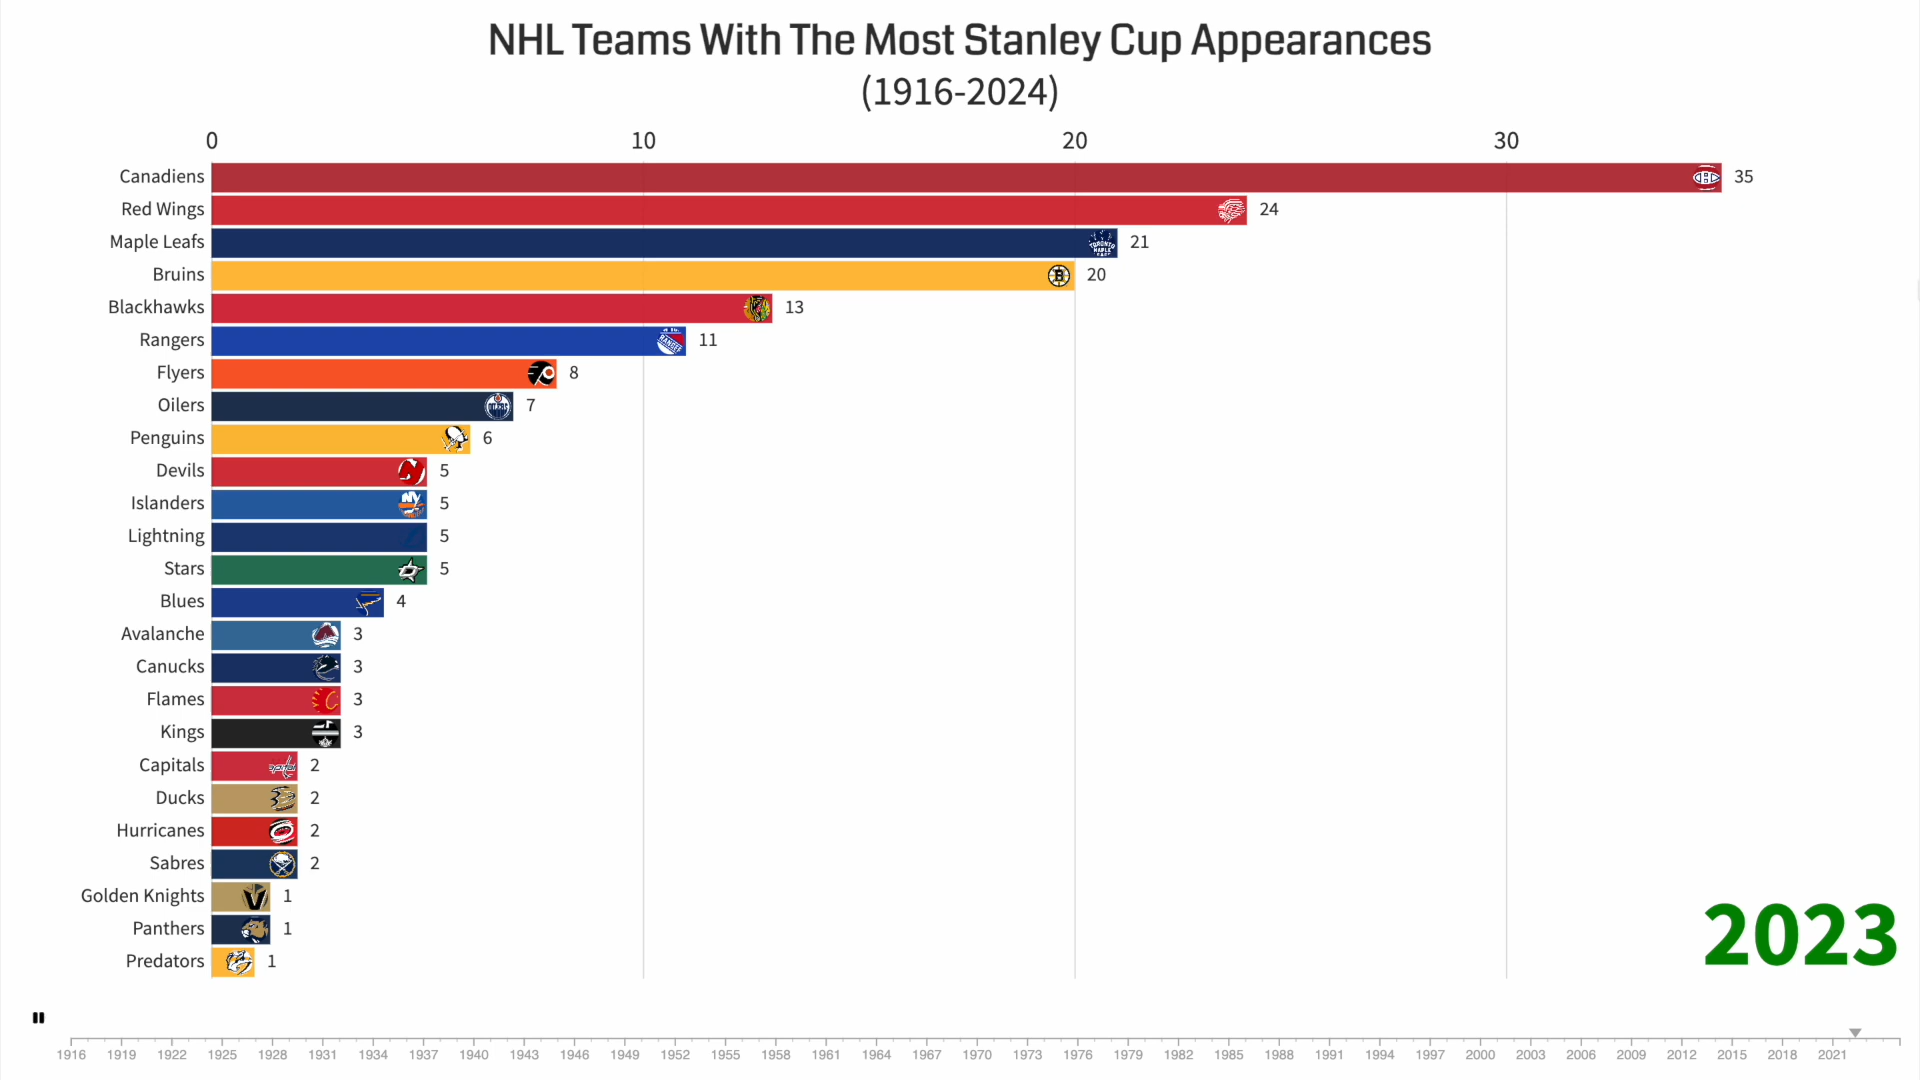 NHL Teams With The Most Stanley Cup Appearances
(1916-2024)
0 10 20 30
Canadiens 35
Red Wings 24
Maple Leafs TORONTO MAPLE 21
Bruins B 20
Blackhawks 13
Rangers RANGERS 11
Flyers 8
Oilers OILERS 7
Penguins 6
Devils 5
Islanders NY 5
Lightning 5
Stars 5
Blues 4
Avalanche 3
Canucks 3
Flames 3
Kings 3
Capitals 2
Ducks 2
Hurricanes 2
Sabres 2
Golden Knights 1
Panthers 1
Predators 1
2023
1916 1919 1922 1925 1928 1931 1934 1937 1940 1943 1946 1949 1952 1955 1958 1961 1964 1967 1970 1973 1976 1979 1982 1985 1988 1991 1994 1997 2000 2003 2006 2009 2012 2015 2018 2021